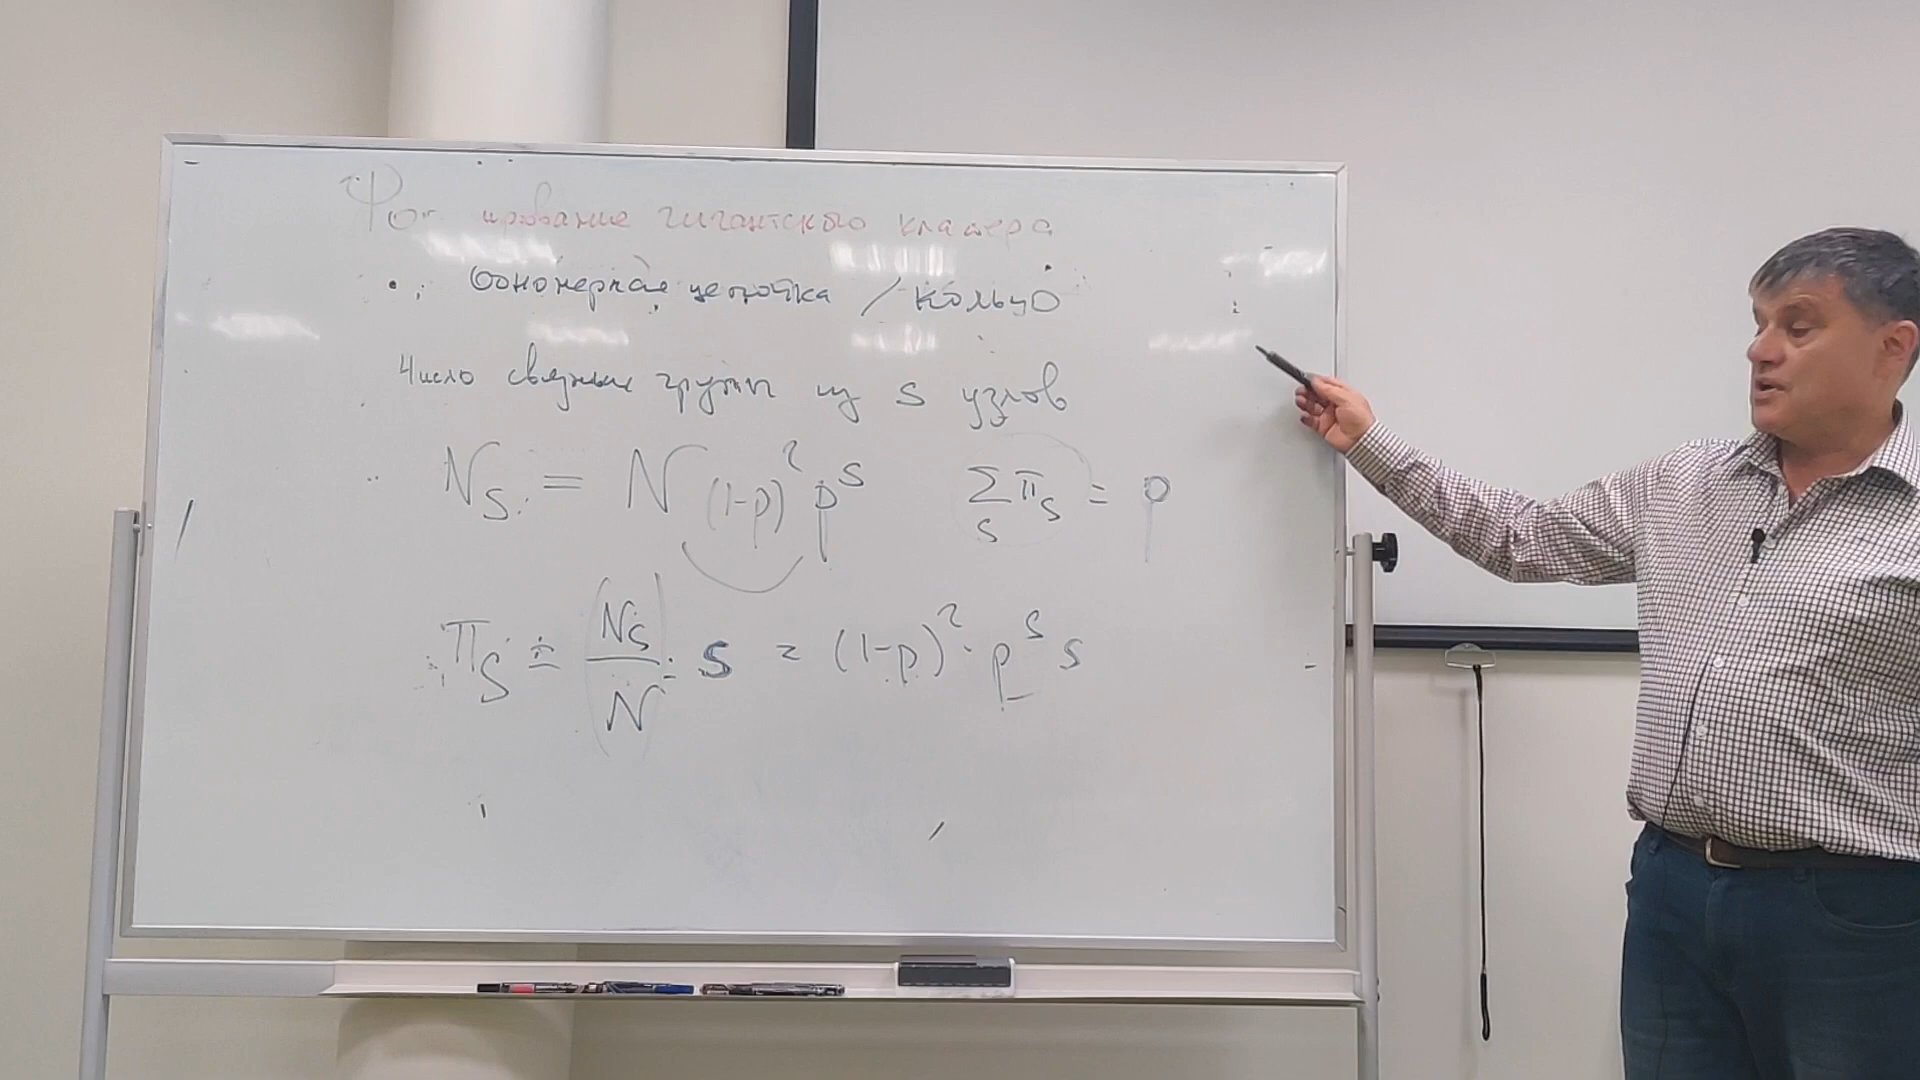 Формирование гигантского кластера
Одномерная цепочка / кольцо
Число связных групп из s узлов
N_s = N (1-p)^2 p^s   Σ_s π_s = p
π_s = (N_s / N) · s = (1-p)^2 · p^s s